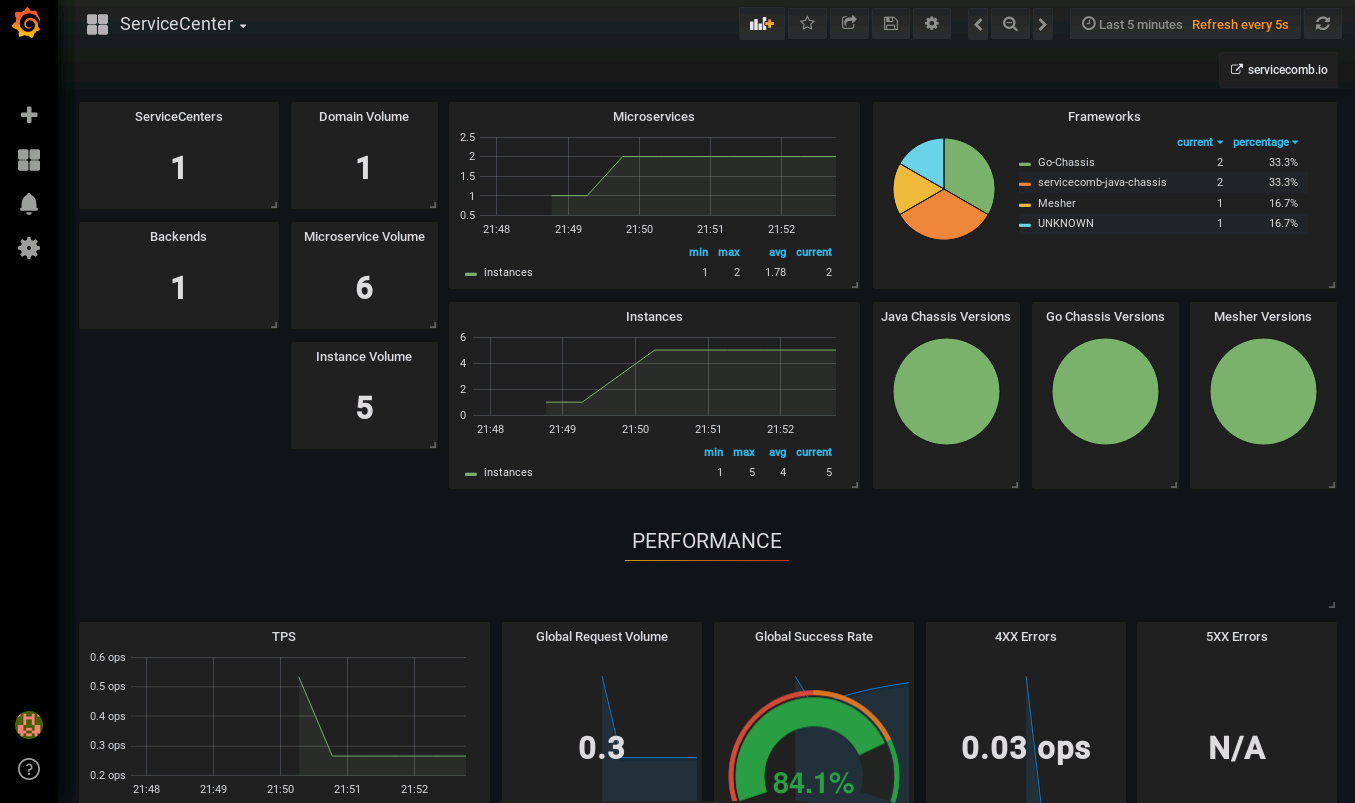 ServiceCenter
Last 5 minutes Refresh every 5s
servicecomb.io
ServiceCenters
1
Domain Volume
1
Backends
1
Microservice Volume
6
Instance Volume
5
Microservices
2.5
2
1.5
1
0.5
21:48 21:49 21:50 21:51 21:52
min max avg current
instances 1 2 1.78 2
Instances
6
4
2
0
21:48 21:49 21:50 21:51 21:52
min max avg current
instances 1 5 4 5
Frameworks
current percentage
Go-Chassis 2 33.3%
servicecomb-java-chassis 2 33.3%
Mesher 1 16.7%
UNKNOWN 1 16.7%
Java Chassis Versions
Go Chassis Versions
Mesher Versions
PERFORMANCE
TPS
0.6 ops
0.5 ops
0.4 ops
0.3 ops
0.2 ops
21:48 21:49 21:50 21:51 21:52
Global Request Volume
0.3
Global Success Rate
84.1%
4XX Errors
0.03 ops
5XX Errors
N/A